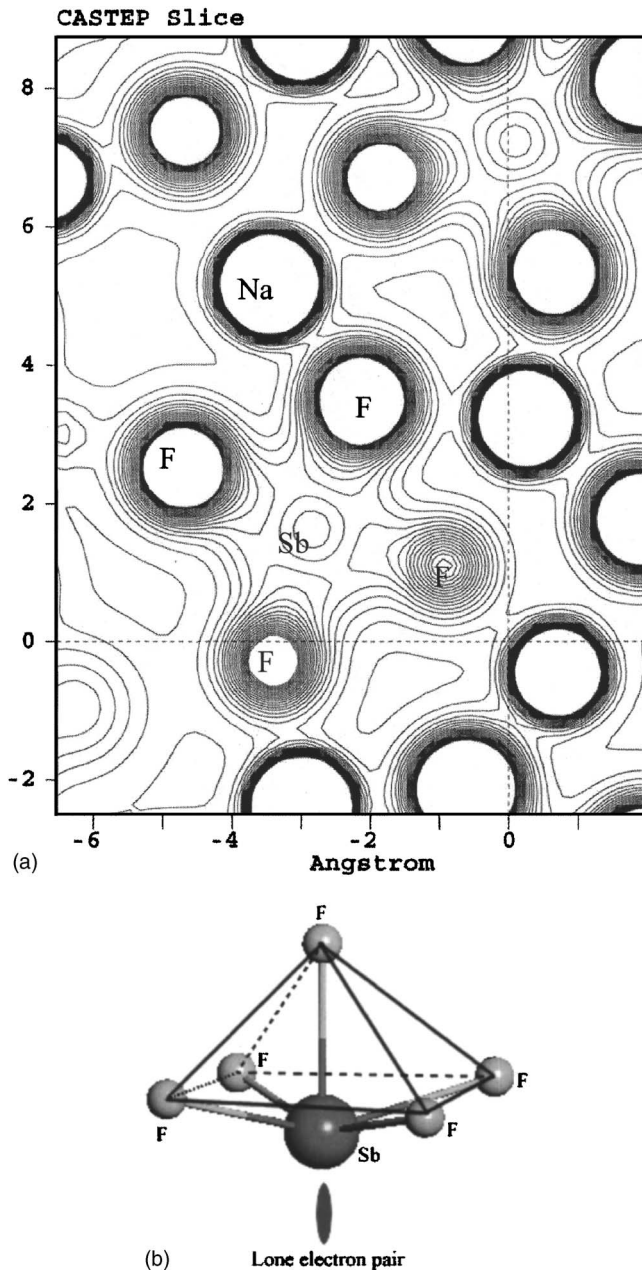 CASTEP Slice
8
6
Na
4
F
F
2
Sb
F
0
F
-2
-6 -4 -2 0
(a)
Angstrom
F
F
F
F
F
Sb
(b)
Lone electron pair